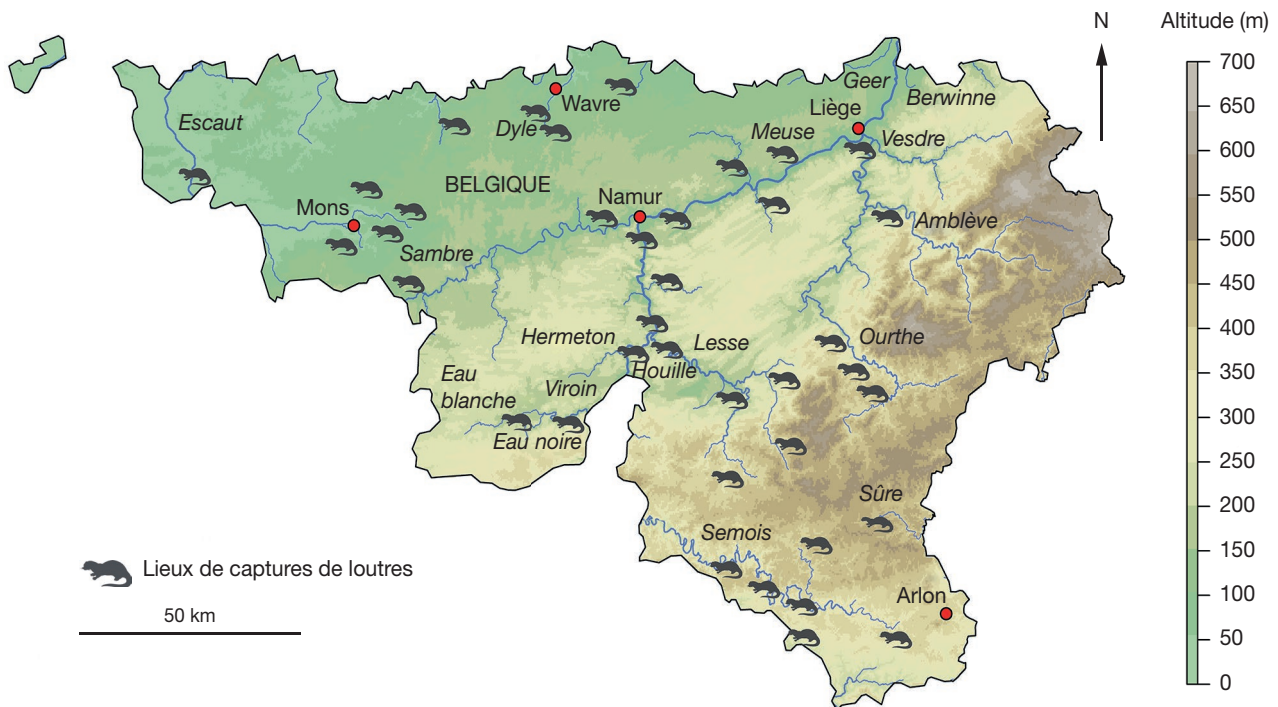 N
Altitude (m)
700
650
600
550
500
450
400
350
300
250
200
150
100
50
0
Geer
Berwinne
Wavre
Liège
Escaut
Dyle
Meuse
Vesdre
BELGIQUE
Namur
Mons
Amblève
Sambre
Hermeton
Lesse
Ourthe
Houille
Eau
blanche
Viroin
Eau noire
Sûre
Semois
Lieux de captures de loutres
Arlon
50 km